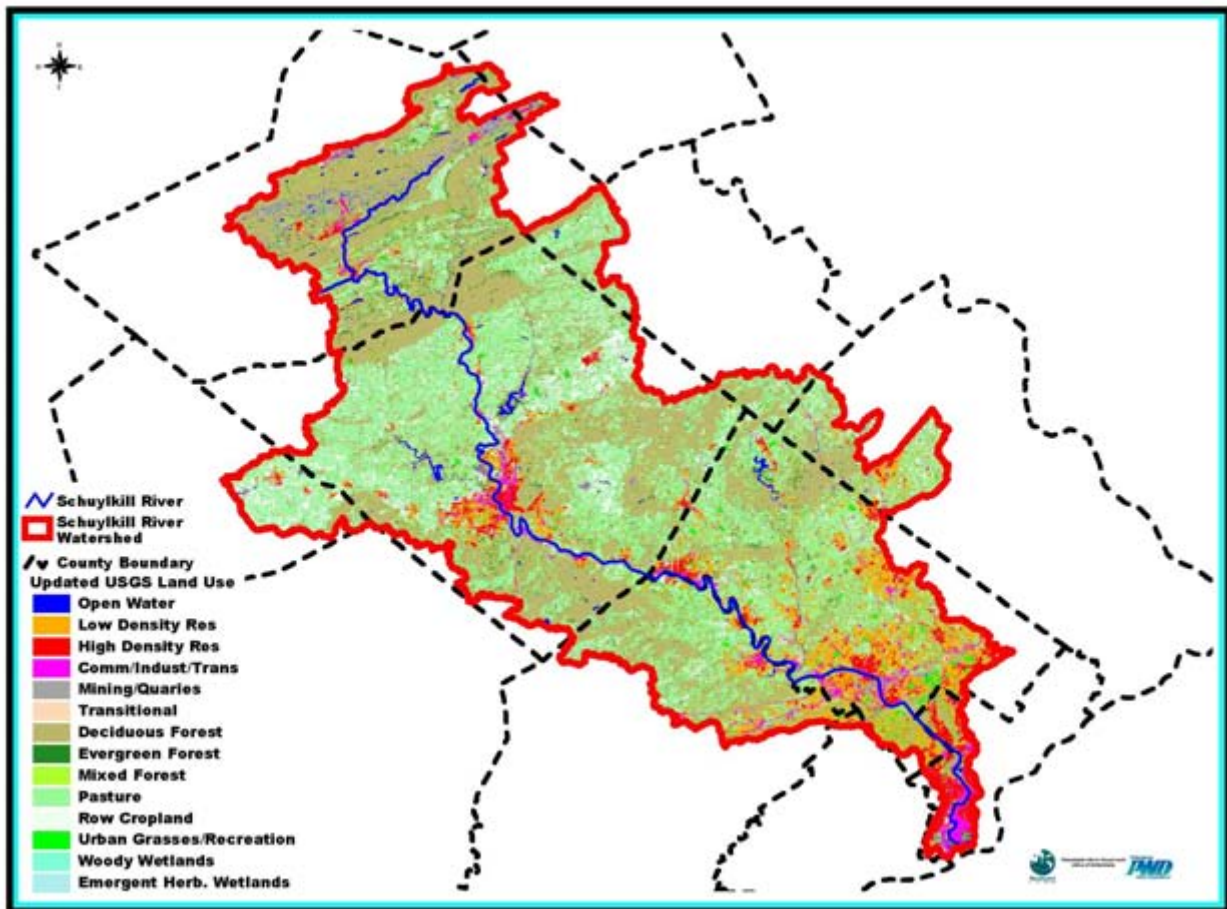 Schuylkill River
Schuylkill River
Watershed
County Boundary
Updated USGS Land Use
Open Water
Low Density Res
High Density Res
Comm/Indust/Trans
Mining/Quaries
Transitional
Deciduous Forest
Evergreen Forest
Mixed Forest
Pasture
Row Cropland
Urban Grasses/Recreation
Woody Wetlands
Emergent Herb. Wetlands
PWD